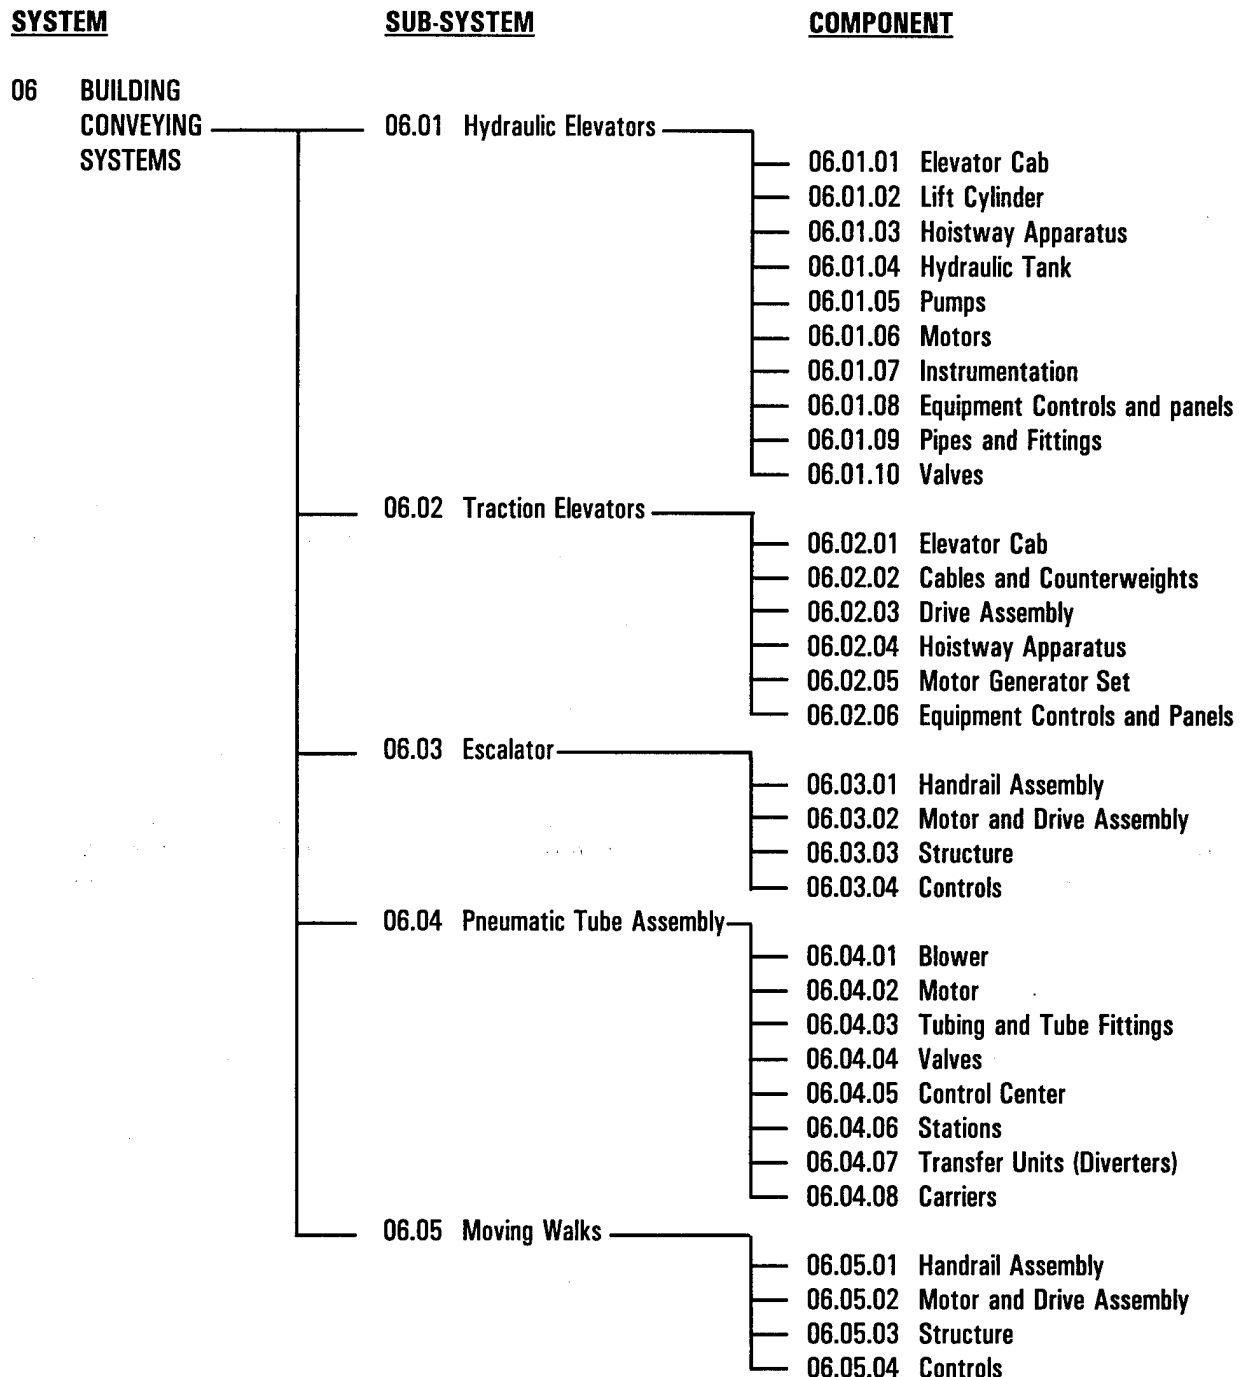 SYSTEM SUB-SYSTEM COMPONENT
06 BUILDING
CONVEYING
SYSTEMS
06.01 Hydraulic Elevators
06.01.01 Elevator Cab
06.01.02 Lift Cylinder
06.01.03 Hoistway Apparatus
06.01.04 Hydraulic Tank
06.01.05 Pumps
06.01.06 Motors
06.01.07 Instrumentation
06.01.08 Equipment Controls and panels
06.01.09 Pipes and Fittings
06.01.10 Valves
06.02 Traction Elevators
06.02.01 Elevator Cab
06.02.02 Cables and Counterweights
06.02.03 Drive Assembly
06.02.04 Hoistway Apparatus
06.02.05 Motor Generator Set
06.02.06 Equipment Controls and Panels
06.03 Escalator
06.03.01 Handrail Assembly
06.03.02 Motor and Drive Assembly
06.03.03 Structure
06.03.04 Controls
06.04 Pneumatic Tube Assembly
06.04.01 Blower
06.04.02 Motor
06.04.03 Tubing and Tube Fittings
06.04.04 Valves
06.04.05 Control Center
06.04.06 Stations
06.04.07 Transfer Units (Diverters)
06.04.08 Carriers
06.05 Moving Walks
06.05.01 Handrail Assembly
06.05.02 Motor and Drive Assembly
06.05.03 Structure
06.05.04 Controls